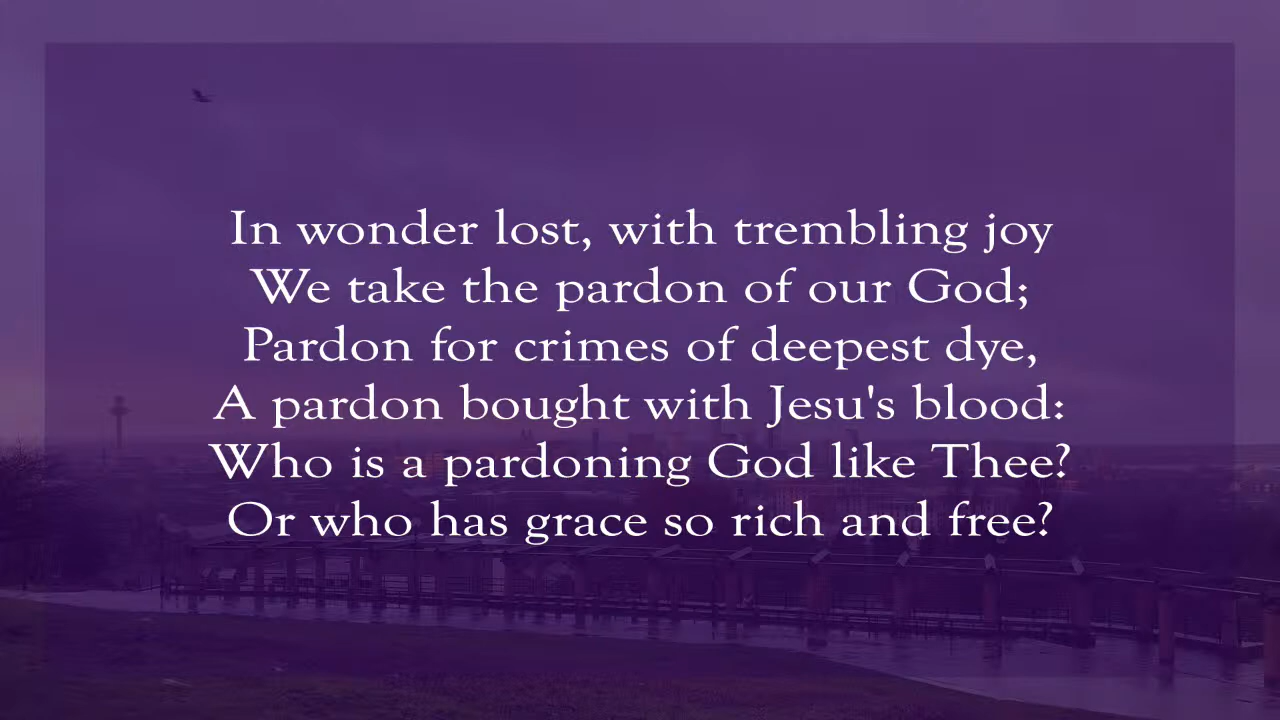 In wonder lost, with trembling joy
We take the pardon of our God;
Pardon for crimes of deepest dye,
A pardon bought with Jesu's blood:
Who is a pardoning God like Thee?
Or who has grace so rich and free?